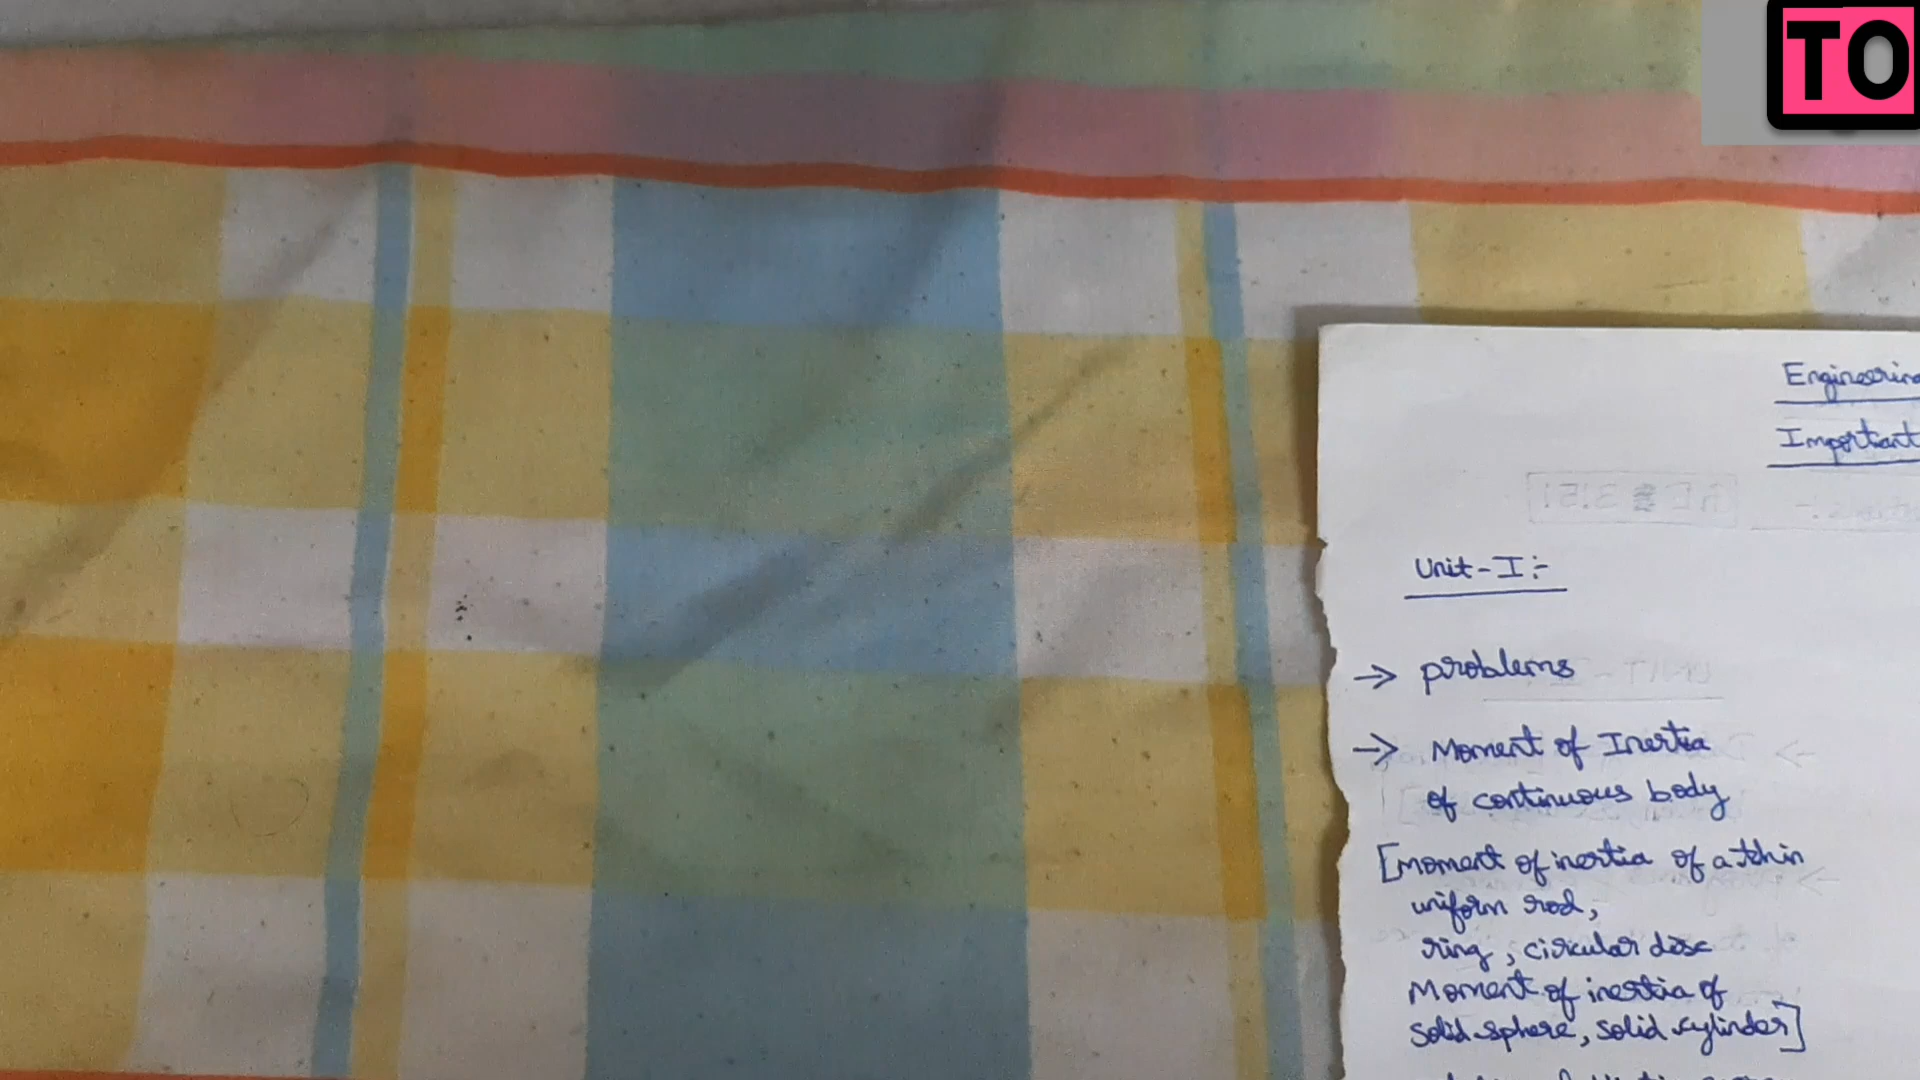 TO
Engineering
Important
Unit-I:-
→ problems
→ Moment of Inertia
of continuous body
[Moment of inertia of a thin
uniform rod,
ring, circular disc
Moment of inertia of
solid sphere, solid cylinder]